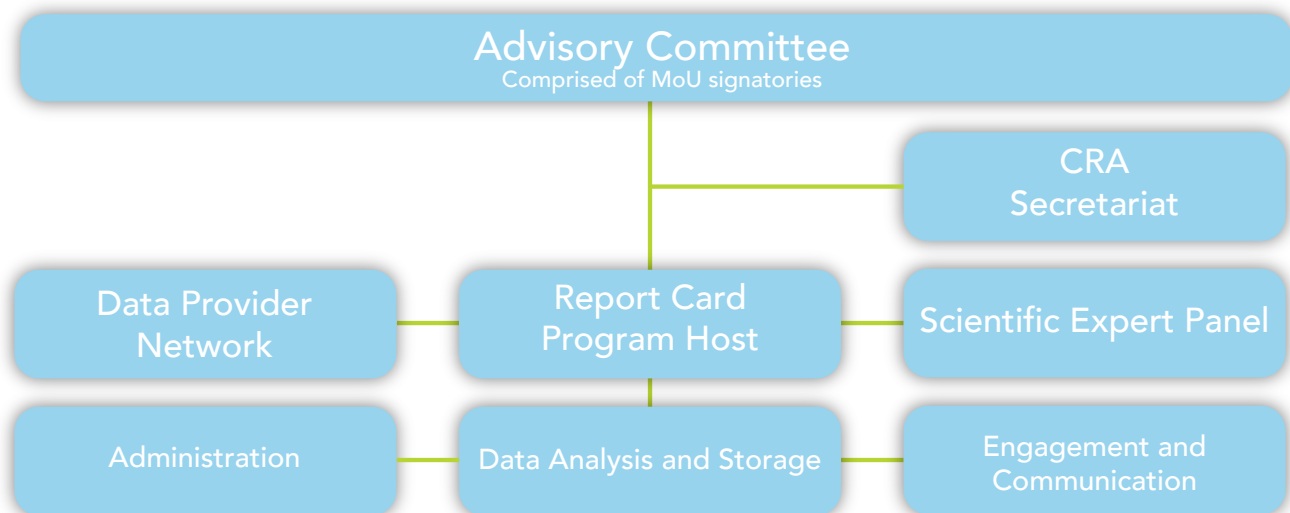 Advisory Committee
Comprised of MoU signatories
CRA
Secretariat
Data Provider
Network
Report Card
Program Host
Scientific Expert Panel
Administration
Data Analysis and Storage
Engagement and
Communication